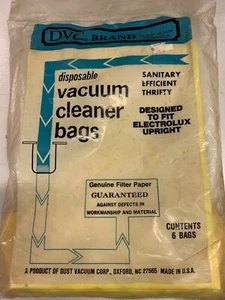 DVC BRAND
disposable
vacuum
cleaner
bags
SANITARY
EFFICIENT
THRIFTY
DESIGNED
TO FIT
ELECTROLUX
UPRIGHT
Genuine Filter Paper
GUARANTEED
AGAINST DEFECTS IN
WORKMANSHIP AND MATERIAL
CONTENTS
6 BAGS
A PRODUCT OF DUST VACUUM CORP., OXFORD, NC 27565 MADE IN U.S.A.